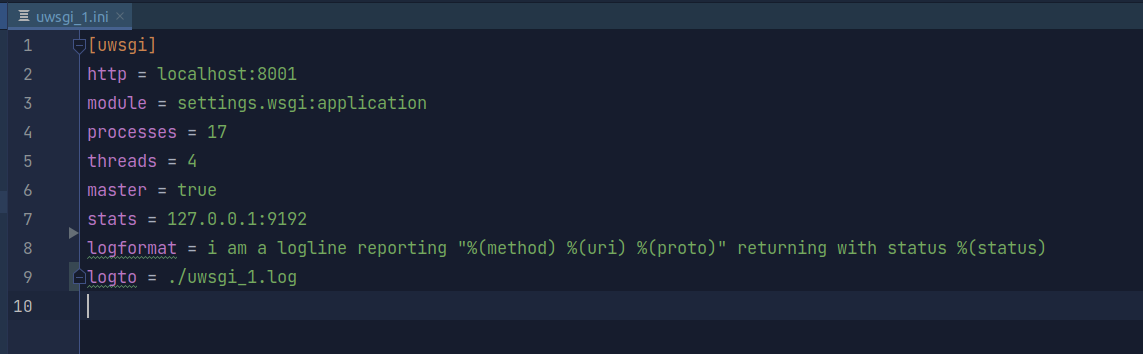 uwsgi_1.ini
1 [uwsgi]
2 http = localhost:8001
3 module = settings.wsgi:application
4 processes = 17
5 threads = 4
6 master = true
7 stats = 127.0.0.1:9192
8 logformat = i am a logline reporting "%(method) %(uri) %(proto)" returning with status %(status)
9 logto = ./uwsgi_1.log
10